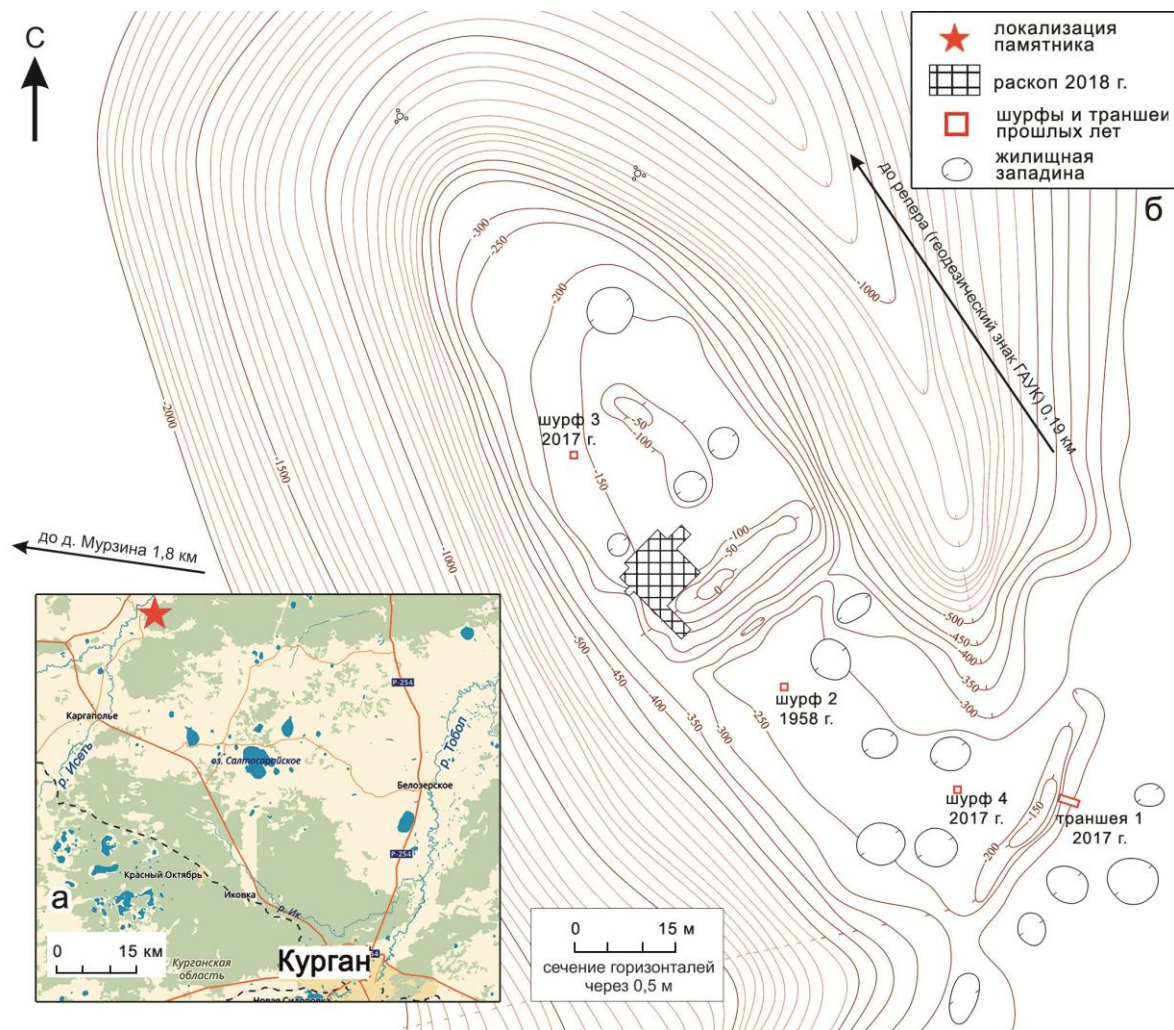 С
локализация
памятника
раскоп 2018 г.
шурфы и траншеи
прошлых лет
жилищная
западина
б
до репера (геодезический знак ГАУК) 0,19 км
-300
-250
-200
-1000
-2000
-50
-100
шурф 3
2017 г.
-150
-1500
-100
-50
0
до д. Мурзина 1,8 км
-1000
-500
-450
-400
-350
-300
-500
-450
-400
-350
-300
-250
шурф 2
1958 г.
шурф 4
2017 г.
-150
-200
траншея 1
2017 г.
Р-254
Каргаполье
р. Исеть
оз. Салтосарайское
р. Тобол
Белозерское
Р-254
Красный Октябрь
Иковка
а
р. Ик
0 15 км
Курганская
область
Курган
0 15 м
сечение горизонталей
через 0,5 м